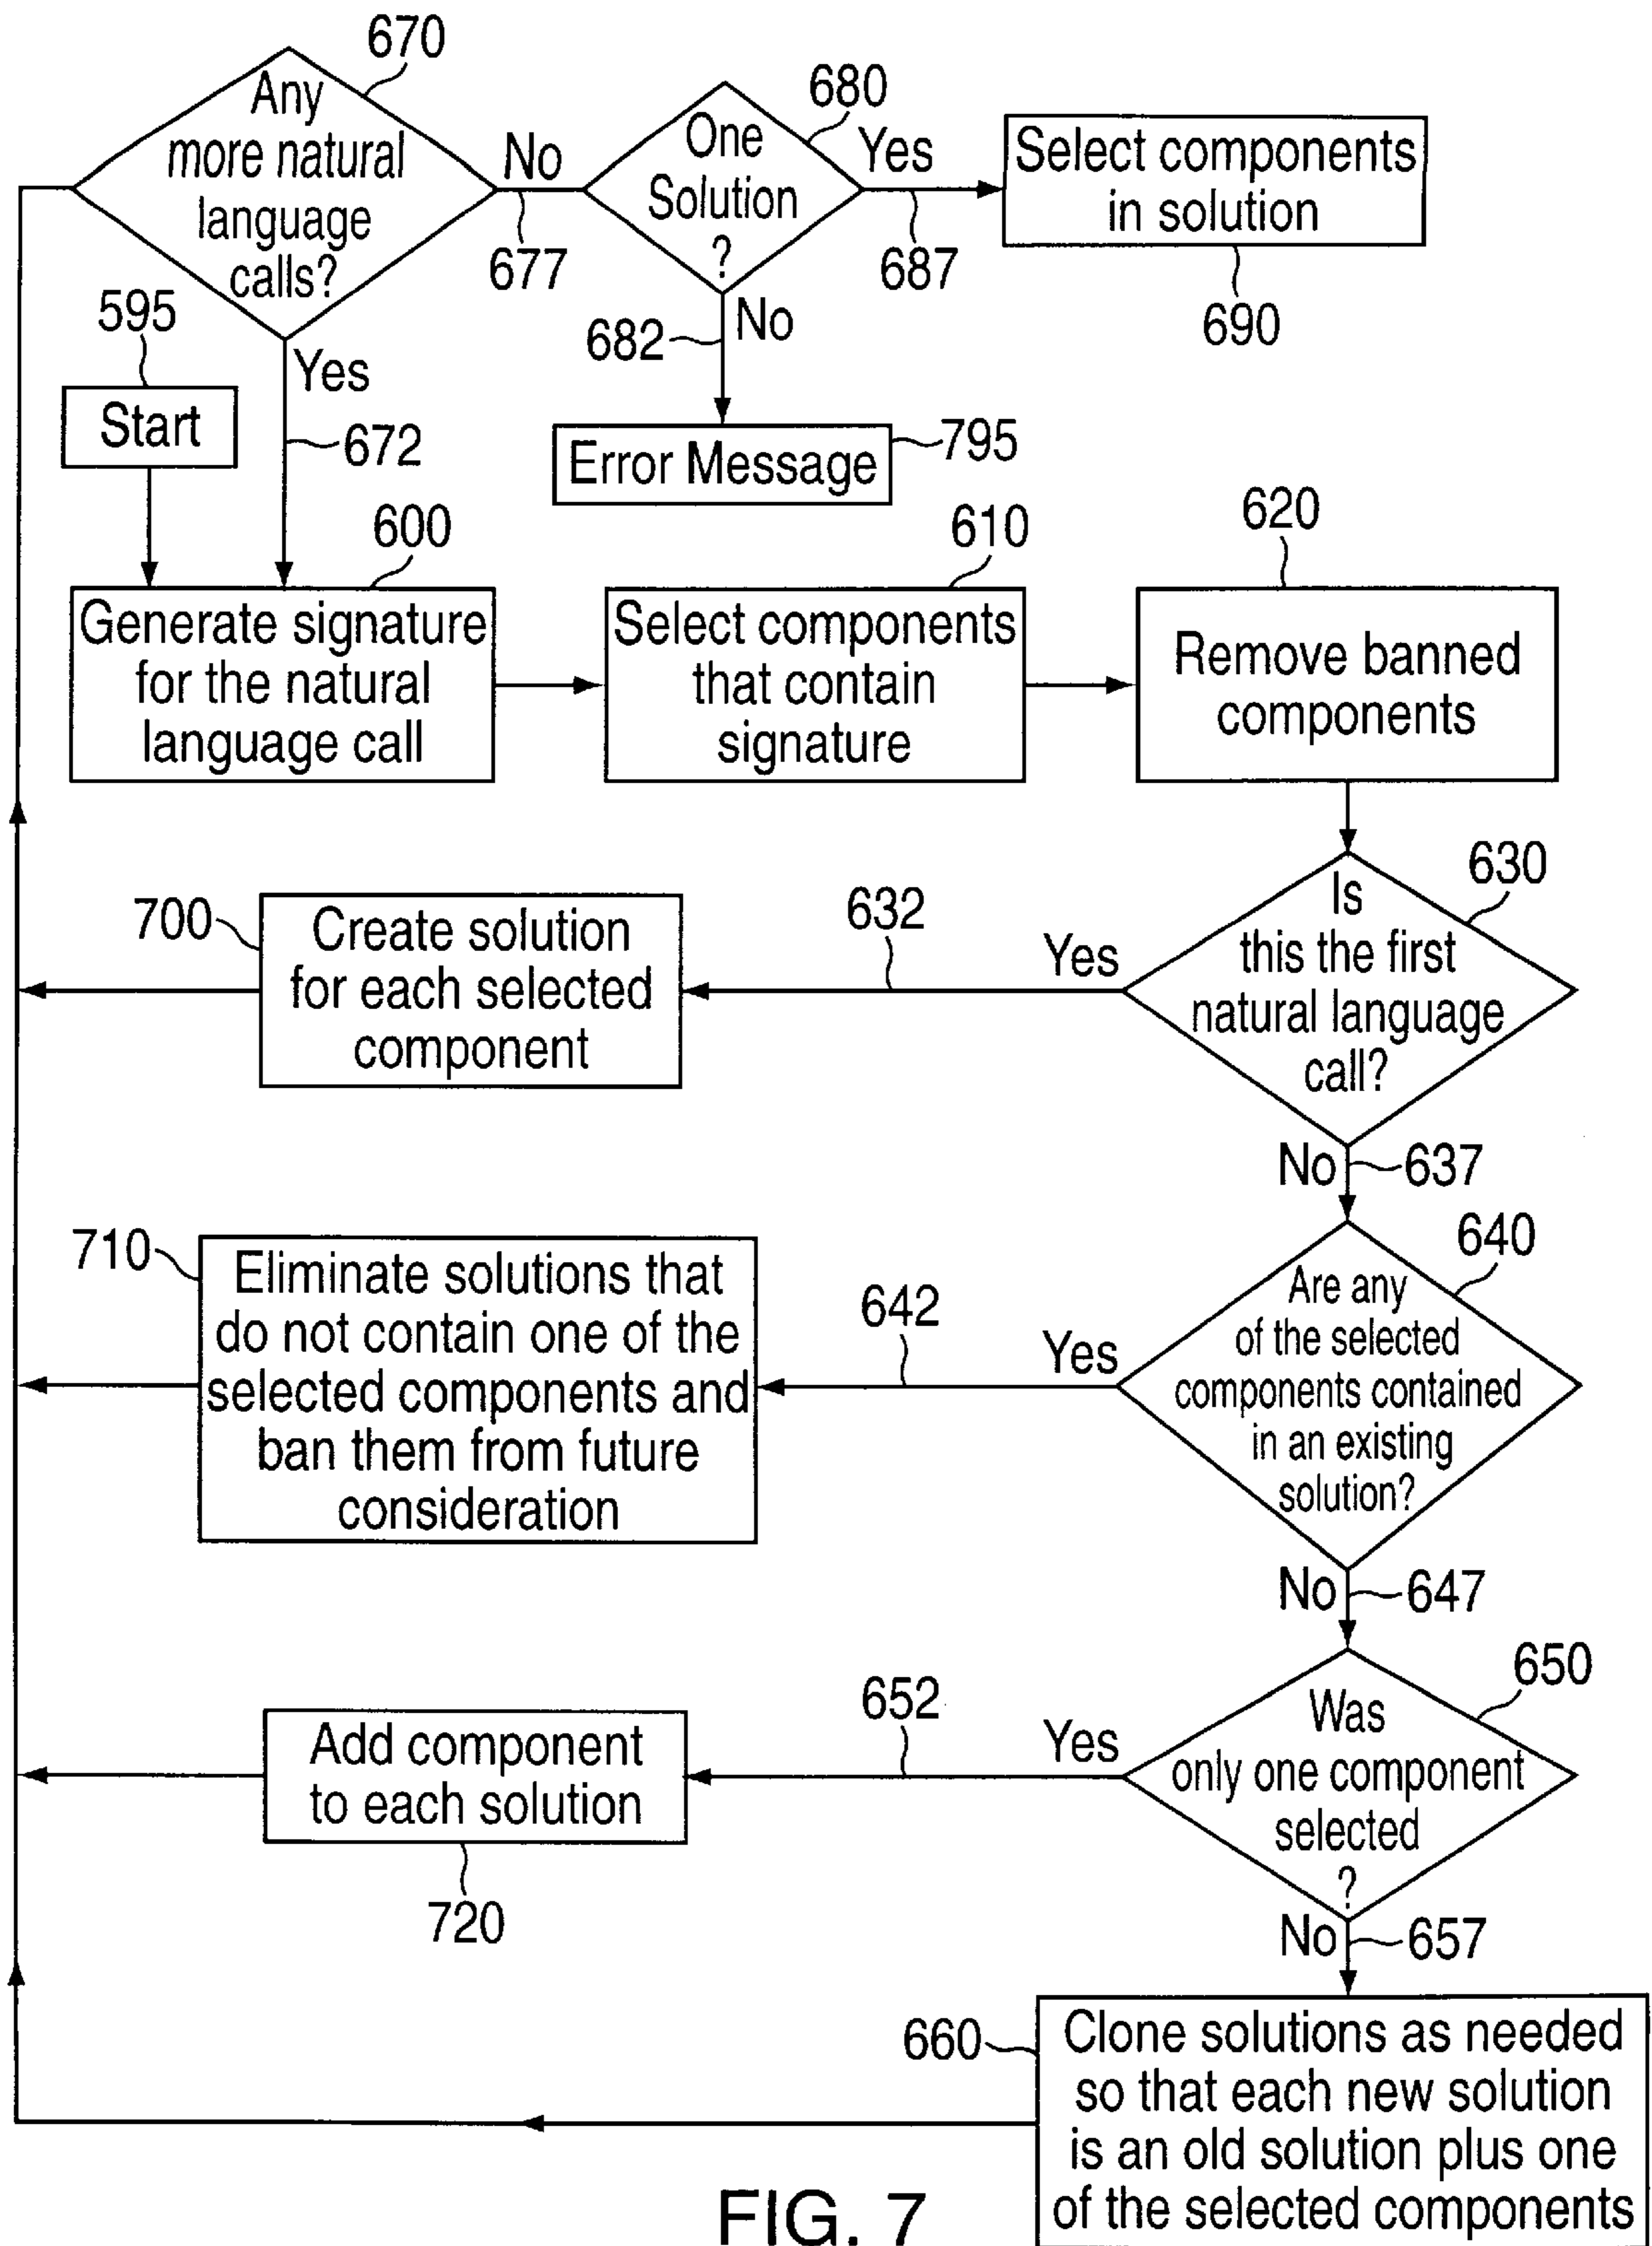 670
Any
more natural
language
calls?
No
677
680
One
Solution
?
Yes
687
Select components
in solution
690
682
No
Error Message
795
595
Start
Yes
672
600
Generate signature
for the natural
language call
610
Select components
that contain
signature
620
Remove banned
components
630
Is
this the first
natural language
call?
632
Yes
700
Create solution
for each selected
component
No
637
640
Are any
of the selected
components contained
in an existing
solution?
642
Yes
710
Eliminate solutions that
do not contain one of the
selected components and
ban them from future
consideration
No
647
650
Was
only one component
selected
?
652
Yes
Add component
to each solution
720
No
657
660
Clone solutions as needed
so that each new solution
is an old solution plus one
of the selected components
FIG. 7